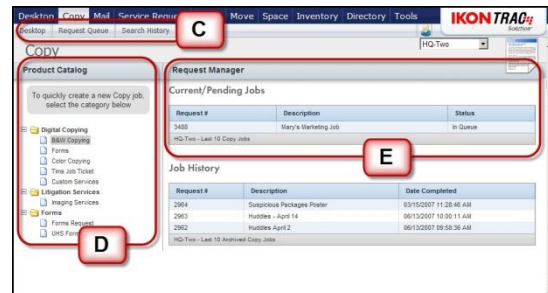 Desktop Copy Mail Service Move Space Inventory Directory Tools
IKON TRAC4
Solution
Desktop Request Queue Search History
C
HQ-Two
Copy
Product Catalog
Request Manager
To quickly create a new Copy job, select the category below
Current/Pending Jobs
Request # Description Status
3488 Mary's Marketing Job In Queue
HQ-Two - Last 10 Copy Jobs
E
Digital Copying
B&W Copying
Forms
Color Copying
Time Job Ticket
Custom Services
Litigation Services
Imaging Services
Forms
Forms Request
UHS Form
D
Job History
Request # Description Date Completed
2964 Suspicious Packages Poster 03/15/2007 11:28:46 AM
2963 Huddles - April 14 06/13/2007 10:00:11 AM
2962 Huddles April 2 06/13/2007 09:58:36 AM
HQ-Two - Last 10 Archived Copy Jobs